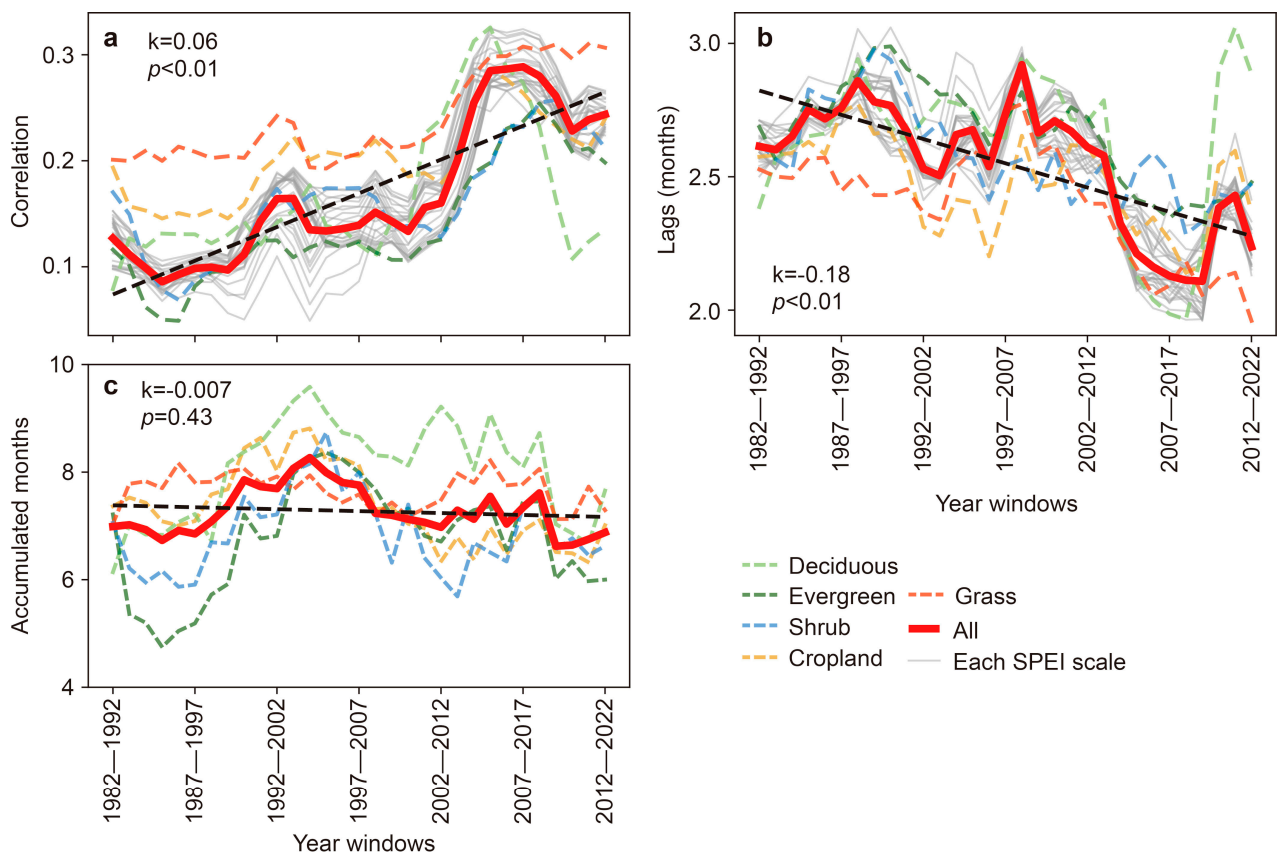 a
k=0.06
p<0.01
0.3
0.2
0.1
Correlation
b
3.0
2.5
2.0
Lags (months)
k=-0.18
p<0.01
1982—1992
1987—1997
1992—2002
1997—2007
2002—2012
2007—2017
2012—2022
Year windows
c
k=-0.007
p=0.43
10
8
6
4
Accumulated months
1982—1992
1987—1997
1992—2002
1997—2007
2002—2012
2007—2017
2012—2022
Year windows
Deciduous
Evergreen
Grass
Shrub
All
Cropland
Each SPEI scale